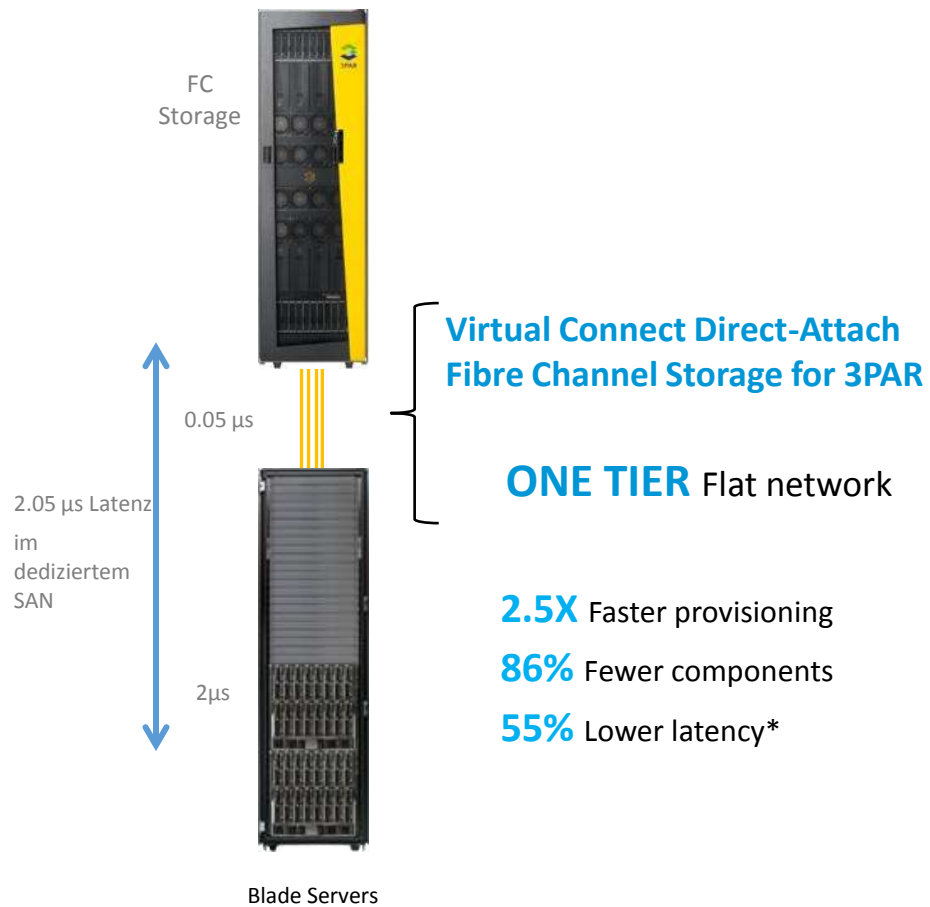 FC
Storage
3PAR
Virtual Connect Direct-Attach
Fibre Channel Storage for 3PAR
0.05 µs
ONE TIER Flat network
2.05 µs Latenz
im
dediziertem
SAN
2.5X Faster provisioning
86% Fewer components
2µs
55% Lower latency*
Blade Servers